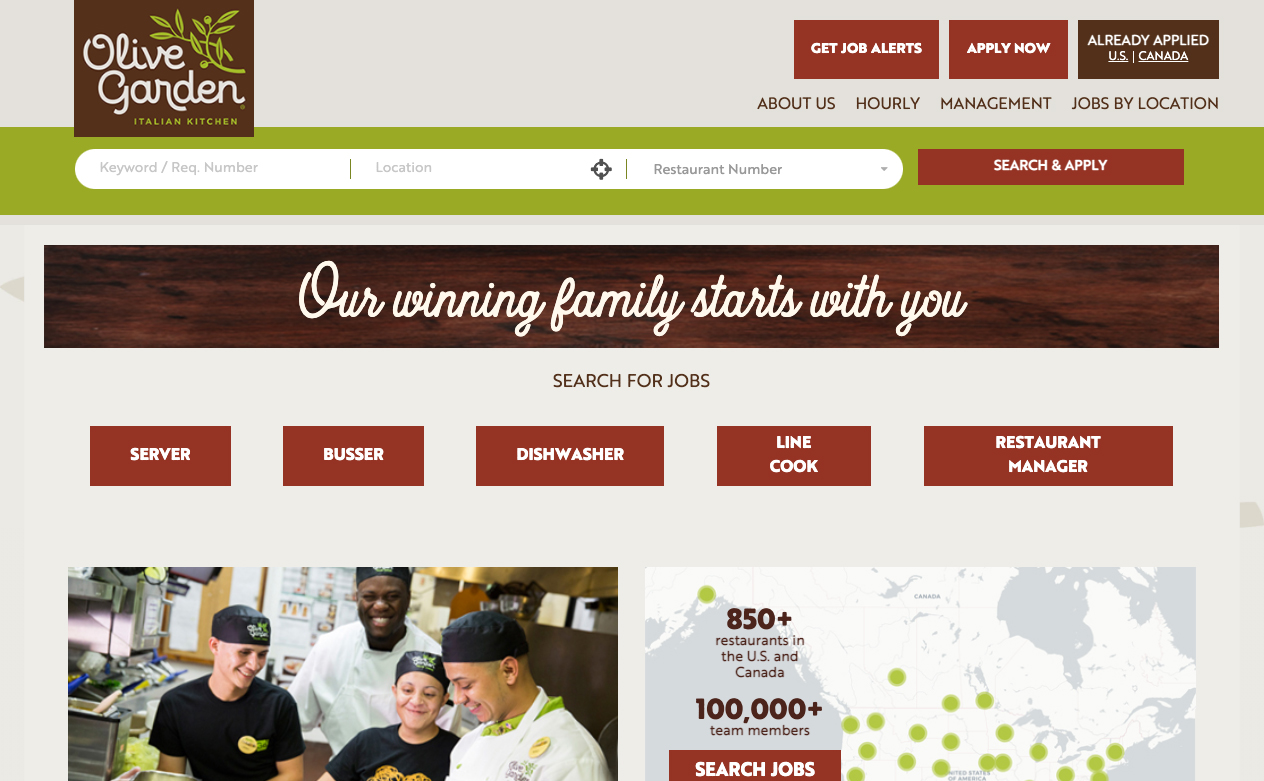 Olive
Garden
ITALIAN KITCHEN
GET JOB ALERTS
APPLY NOW
ALREADY APPLIED
U.S. | CANADA
ABOUT US
HOURLY
MANAGEMENT
JOBS BY LOCATION
Keyword / Req. Number
Location
Restaurant Number
SEARCH & APPLY
Our winning family starts with you
SEARCH FOR JOBS
SERVER
BUSSER
DISHWASHER
LINE
COOK
RESTAURANT
MANAGER
Olive
Garden
CANADA
850+
restaurants in
the U.S. and
Canada
100,000+
team members
SEARCH JOBS
UNITED STATES
OF AMERICA